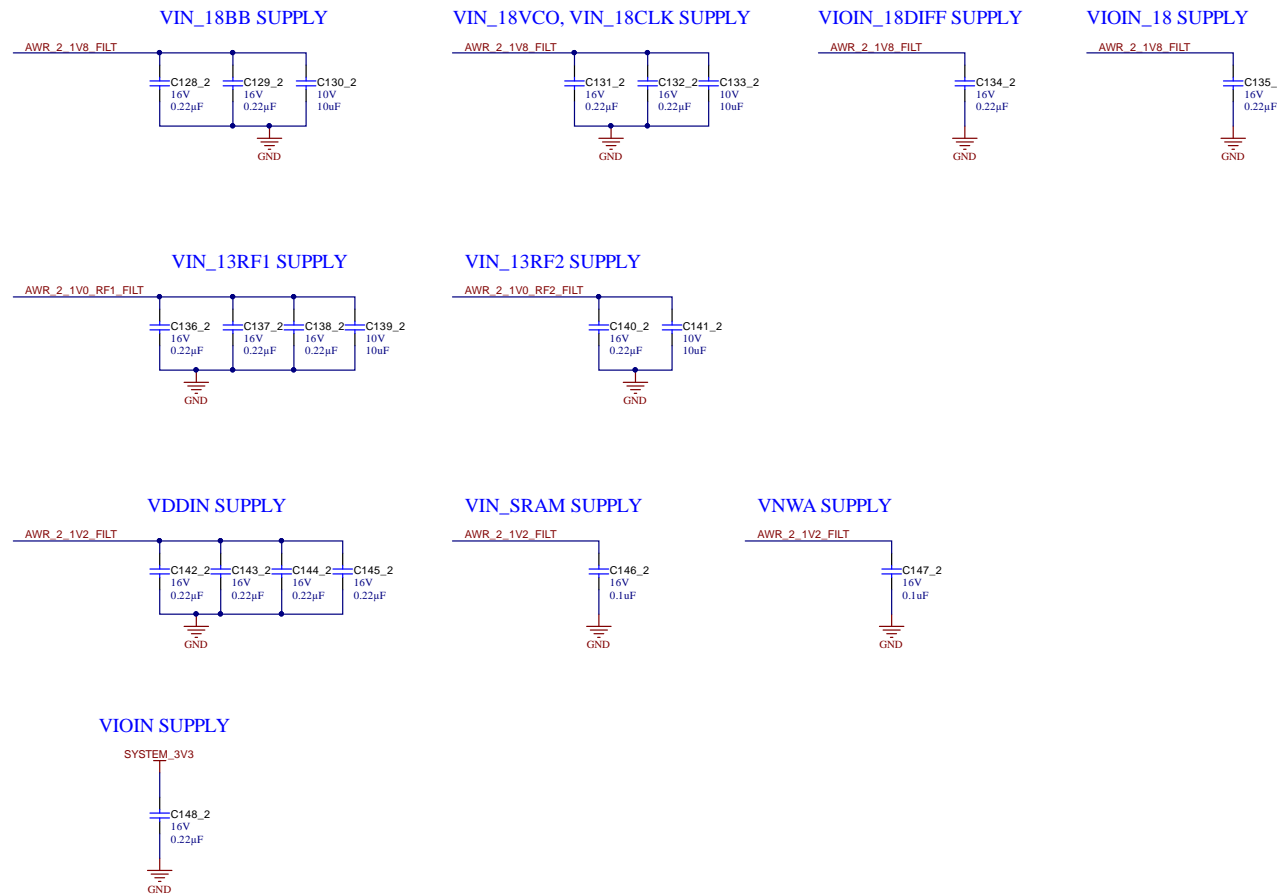 VIN_18BB SUPPLY
AWR_2_1V8_FILT
C128_2
16V
0.22µF
C129_2
16V
0.22µF
C130_2
10V
10uF
GND
VIN_18VCO, VIN_18CLK SUPPLY
AWR_2_1V8_FILT
C131_2
16V
0.22µF
C132_2
16V
0.22µF
C133_2
10V
10uF
GND
VIOIN_18DIFF SUPPLY
AWR_2_1V8_FILT
C134_2
16V
0.22µF
GND
VIOIN_18 SUPPLY
AWR_2_1V8_FILT
C135_
16V
0.22µF
GND
VIN_13RF1 SUPPLY
AWR_2_1V0_RF1_FILT
C136_2
16V
0.22µF
C137_2
16V
0.22µF
C138_2
16V
0.22µF
C139_2
10V
10uF
GND
VIN_13RF2 SUPPLY
AWR_2_1V0_RF2_FILT
C140_2
16V
0.22µF
C141_2
10V
10uF
GND
VDDIN SUPPLY
AWR_2_1V2_FILT
C142_2
16V
0.22µF
C143_2
16V
0.22µF
C144_2
16V
0.22µF
C145_2
16V
0.22µF
GND
VIN_SRAM SUPPLY
AWR_2_1V2_FILT
C146_2
16V
0.1uF
GND
VNWA SUPPLY
AWR_2_1V2_FILT
C147_2
16V
0.1uF
GND
VIOIN SUPPLY
SYSTEM_3V3
C148_2
16V
0.22µF
GND